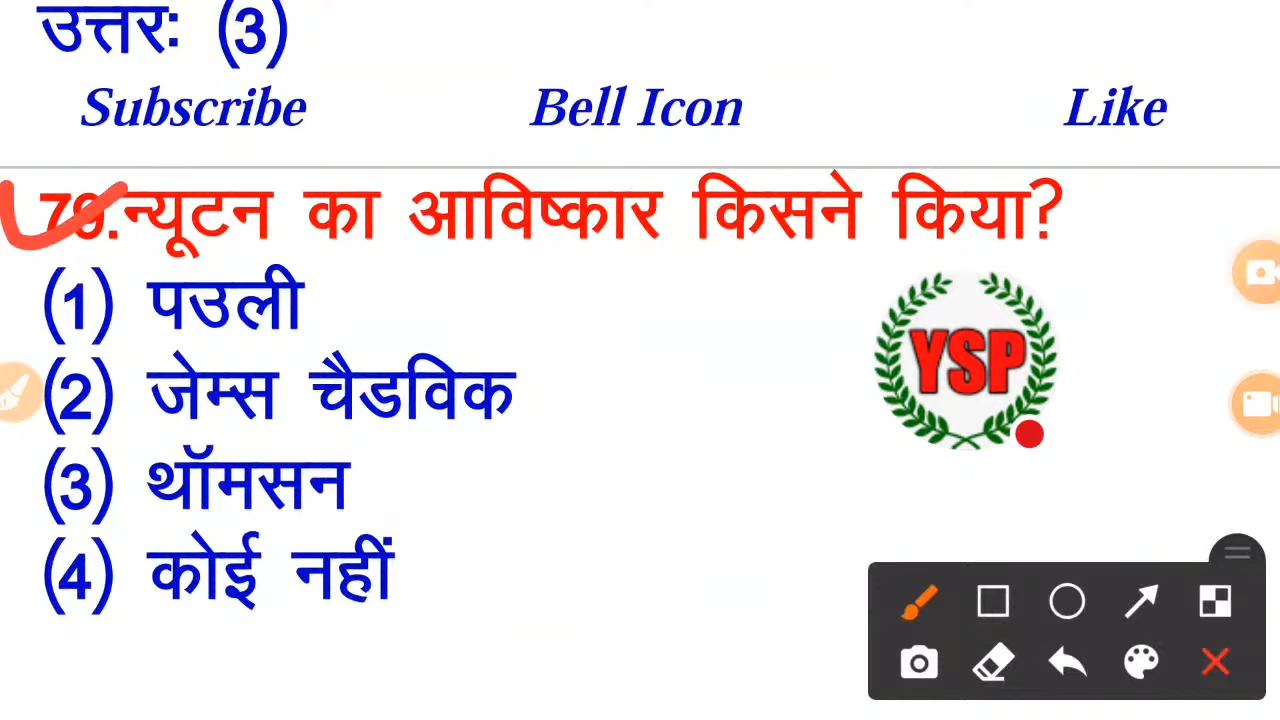 उत्तरः (3)
Subscribe Bell Icon Like
79.न्यूटन का आविष्कार किसने किया?
(1) पउली
(2) जेम्स चैडविक
(3) थॉमसन
(4) कोई नहीं
YSP